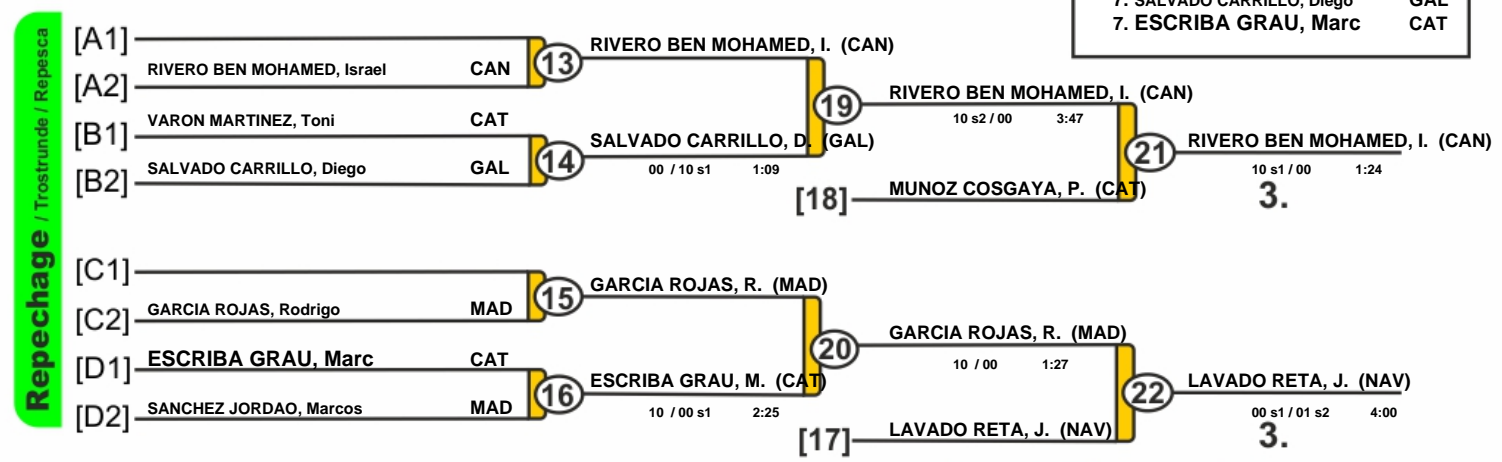 7. SALVADO CARRILLO, Diego GAL
7. ESCRIBA GRAU, Marc CAT
Repechage / Trostrunde / Repesca
[A1]
RIVERO BEN MOHAMED, Israel CAN
[A2]
13
RIVERO BEN MOHAMED, I. (CAN)
VARON MARTINEZ, Toni CAT
[B1]
SALVADO CARRILLO, Diego GAL
[B2]
14
SALVADO CARRILLO, D. (GAL)
00 / 10 s1 1:09
19
RIVERO BEN MOHAMED, I. (CAN)
10 s2 / 00 3:47
[18]
MUNOZ COSGAYA, P. (CAT)
21
RIVERO BEN MOHAMED, I. (CAN)
10 s1 / 00 1:24
3.
[C1]
GARCIA ROJAS, Rodrigo MAD
[C2]
15
GARCIA ROJAS, R. (MAD)
ESCRIBA GRAU, Marc CAT
[D1]
SANCHEZ JORDAO, Marcos MAD
[D2]
16
ESCRIBA GRAU, M. (CAT)
10 / 00 s1 2:25
20
GARCIA ROJAS, R. (MAD)
10 / 00 1:27
[17]
LAVADO RETA, J. (NAV)
22
LAVADO RETA, J. (NAV)
00 s1 / 01 s2 4:00
3.